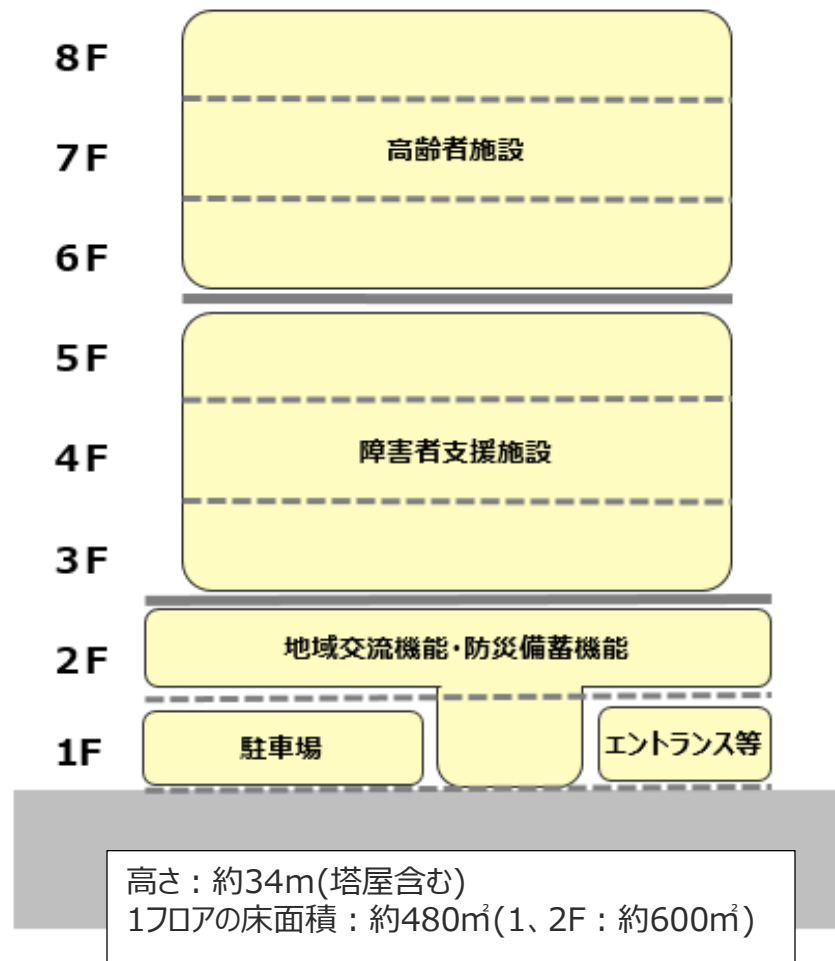 8F
7F
高齢者施設
6F
5F
4F
障害者支援施設
3F
2F
地域交流機能・防災備蓄機能
1F
駐車場
エントランス等
高さ：約34m(塔屋含む)
1フロアの床面積：約480㎡(1、2F：約600㎡)